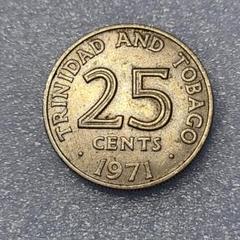 TRINIDAD AND TOBAGO
25
CENTS
· 1971 ·